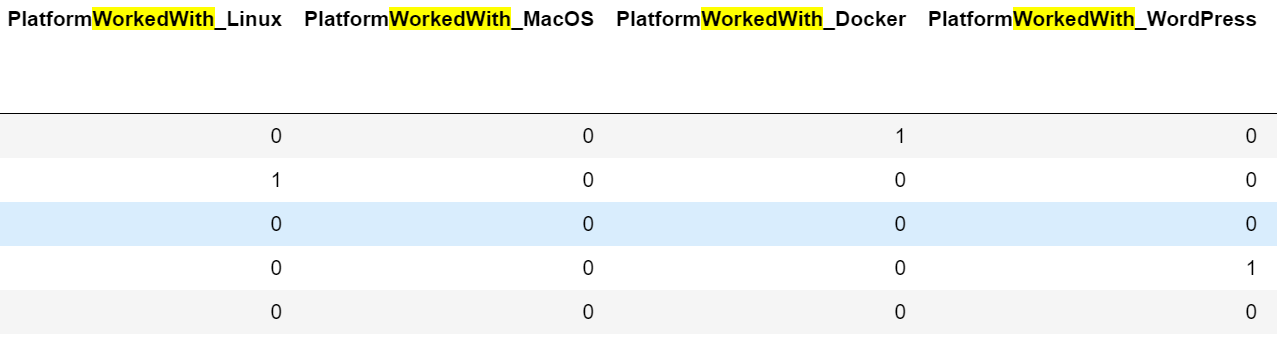 PlatformWorkedWith_Linux PlatformWorkedWith_MacOS PlatformWorkedWith_Docker PlatformWorkedWith_WordPress
0 0 1 0
1 0 0 0
0 0 0 0
0 0 0 1
0 0 0 0